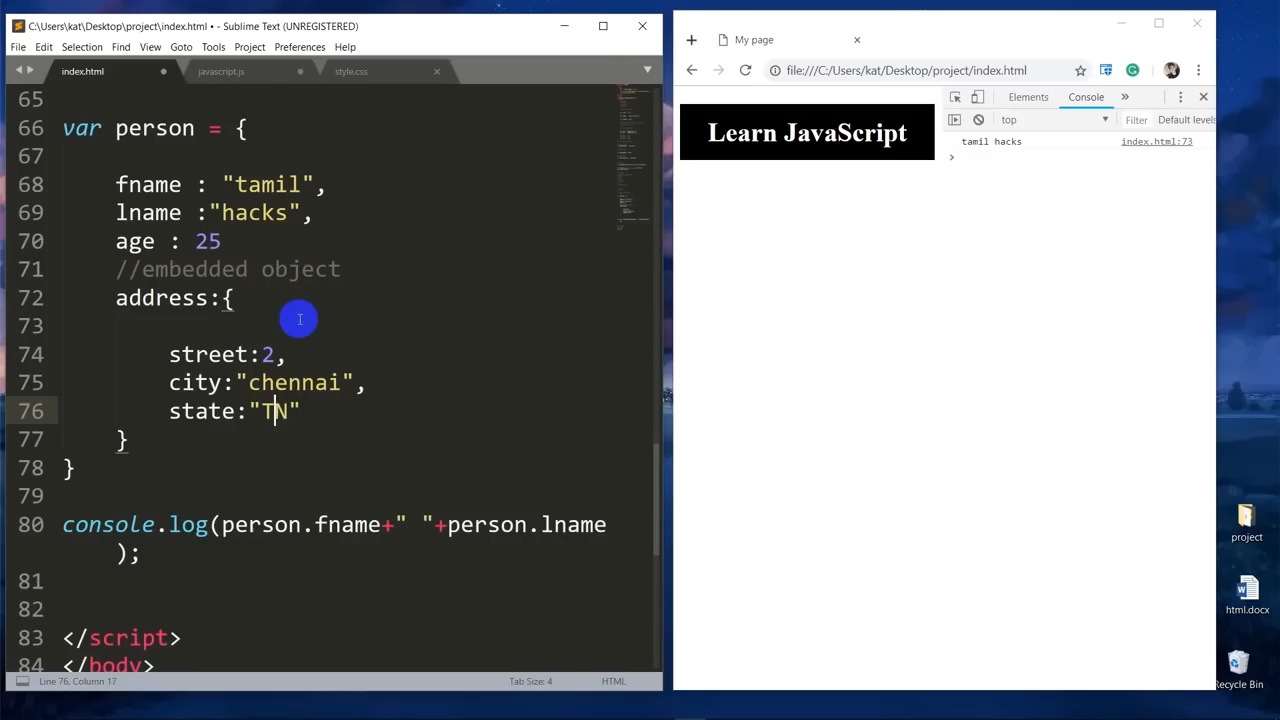 C:\Users\kat\Desktop\project\index.html • - Sublime Text (UNREGISTERED)
File Edit Selection Find View Goto Tools Project Preferences Help
index.html javascript.js style.css
65
66 var person = {
67
68 fname : "tamil",
69 lname :"hacks",
70 age : 25
71 //embedded object
72 address:{
73
74 street:2,
75 city:"chennai",
76 state:"TN"
77 }
78 }
79
80 console.log(person.fname+" "+person.lname
);
81
82
83 </script>
84 </body>
Line 76, Column 17 Tab Size: 4 HTML
My page
file:///C:/Users/kat/Desktop/project/index.html
Learn JavaScript
Elements Console
top Filter Default levels
tamil hacks index.html:73
project
html.docx
Recycle Bin